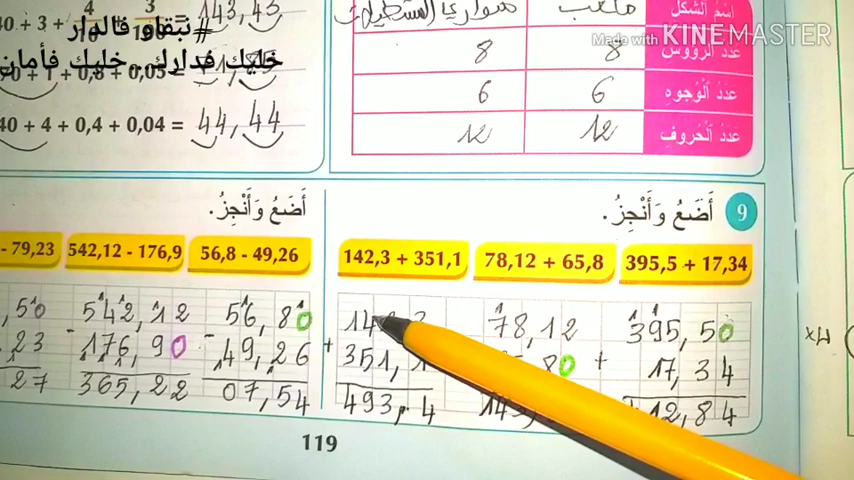 #نبقاو فالدار
خليك فدارك.. خليك فأمان
Made with KINEMASTER
= 143,43
40 + 4 + 0,4 + 0,04 = 44,44
اسم الشكل مكعب متوازي المستطيلات
عدد الرؤوس 8 8
عدد الوجوه 6 6
عدد الحروف 12 12
9 أَضَعُ وَأُنْجِزُ.
395,5 + 17,34
78,12 + 65,8
142,3 + 351,1
395,50
+ 17,34
412,84
78,12
351,1
493,4
أَضَعُ وَأُنْجِزُ.
56,8 - 49,26
542,12 - 176,9
- 79,23
56,80
- 49,26
07,54
542,12
- 176,90
365,22
119